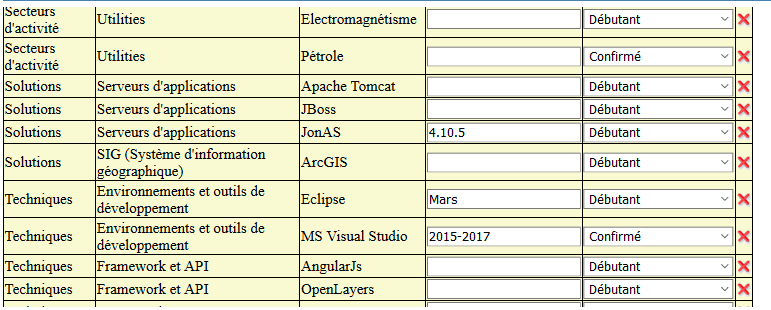 Secteurs d'activité Utilities Electromagnétisme Débutant
Secteurs d'activité Utilities Pétrole Confirmé
Solutions Serveurs d'applications Apache Tomcat Débutant
Solutions Serveurs d'applications JBoss Débutant
Solutions Serveurs d'applications JonAS 4.10.5 Débutant
Solutions SIG (Système d'information géographique) ArcGIS Débutant
Techniques Environnements et outils de développement Eclipse Mars Débutant
Techniques Environnements et outils de développement MS Visual Studio 2015-2017 Confirmé
Techniques Framework et API AngularJs Débutant
Techniques Framework et API OpenLayers Débutant